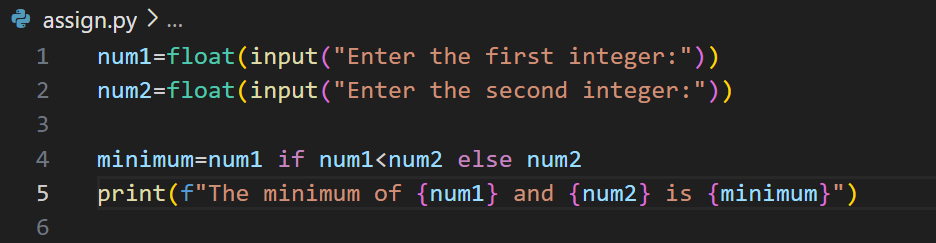 assign.py > ...
1 num1=float(input("Enter the first integer:"))
2 num2=float(input("Enter the second integer:"))
3
4 minimum=num1 if num1<num2 else num2
5 print(f"The minimum of {num1} and {num2} is {minimum}")
6